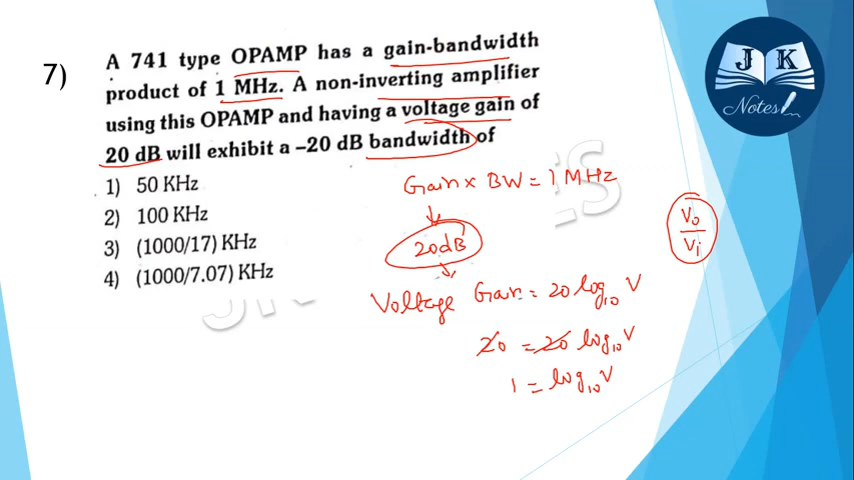 7)
A 741 type OPAMP has a gain-bandwidth
product of 1 MHz. A non-inverting amplifier
using this OPAMP and having a voltage gain of
20 dB will exhibit a –20 dB bandwidth of
1) 50 KHz
2) 100 KHz
3) (1000/17) KHz
4) (1000/7.07) KHz
Gain × BW = 1 MHz
20dB
Voltage Gain = 20 log10 V
20 = 20 log10 V
1 = log10 V
Vo
Vi
J K
Notes